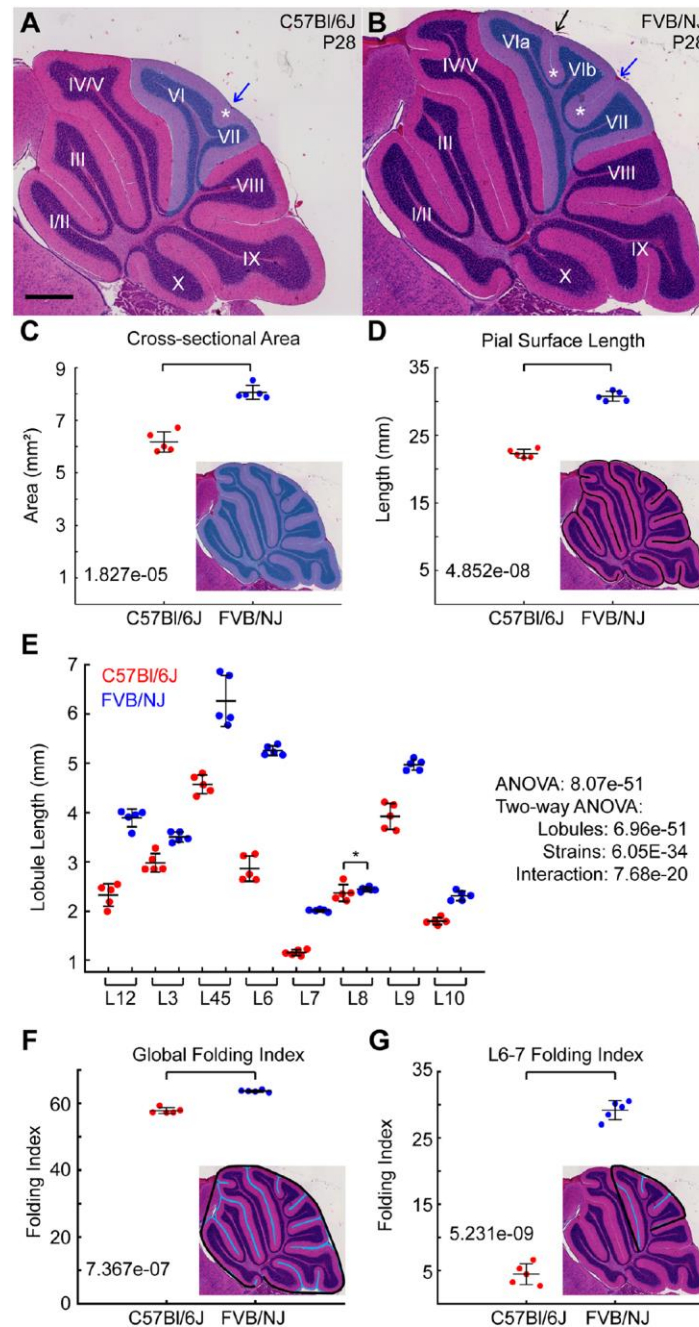 A
C57Bl/6J
P28
IV/V
VI
*
VII
III
VIII
I/II
IX
X
B
FVB/NJ
P28
VIa
IV/V
VIb
*
*
VII
III
VIII
I/II
IX
X
C
Cross-sectional Area
Area (mm²)
9
7
5
3
1
1.827e-05
C57Bl/6J FVB/NJ
D
Pial Surface Length
Length (mm)
35
25
15
5
4.852e-08
C57Bl/6J FVB/NJ
E
C57Bl/6J
FVB/NJ
Lobule Length (mm)
7
6
5
4
3
2
1
*
L12 L3 L45 L6 L7 L8 L9 L10
ANOVA: 8.07e-51
Two-way ANOVA:
Lobules: 6.96e-51
Strains: 6.05E-34
Interaction: 7.68e-20
F
Global Folding Index
Folding Index
60
40
20
0
7.367e-07
C57Bl/6J FVB/NJ
G
L6-7 Folding Index
Folding Index
35
25
15
5
5.231e-09
C57Bl/6J FVB/NJ